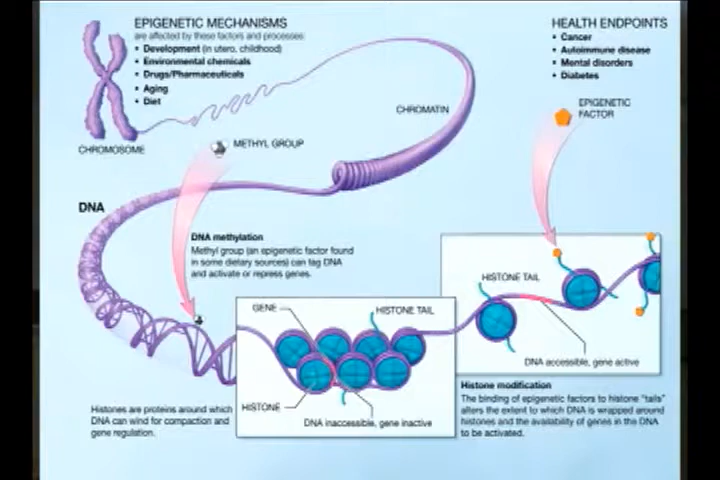 EPIGENETIC MECHANISMS
are affected by these factors and processes:
• Development (in utero, childhood)
• Environmental chemicals
• Drugs/Pharmaceuticals
• Aging
• Diet
HEALTH ENDPOINTS
• Cancer
• Autoimmune disease
• Mental disorders
• Diabetes
EPIGENETIC
FACTOR
CHROMATIN
CHROMOSOME
METHYL GROUP
DNA
DNA methylation
Methyl group (an epigenetic factor found
in some dietary sources) can tag DNA
and activate or repress genes.
HISTONE TAIL
GENE
HISTONE TAIL
DNA accessible, gene active
HISTONE
DNA inaccessible, gene inactive
Histones are proteins around which
DNA can wind for compaction and
gene regulation.
Histone modification
The binding of epigenetic factors to histone "tails"
alters the extent to which DNA is wrapped around
histones and the availability of genes in the DNA
to be activated.